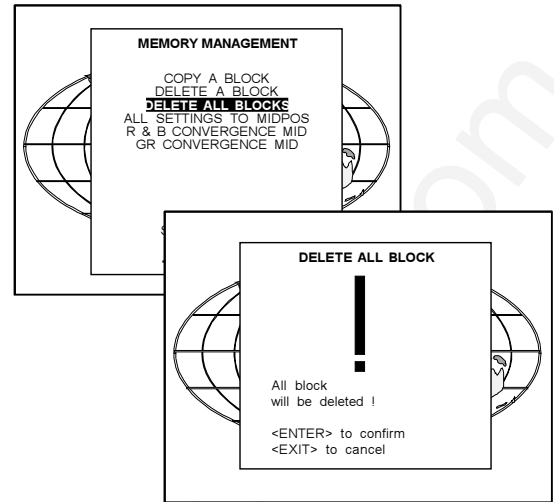 MEMORY MANAGEMENT
COPY A BLOCK
DELETE A BLOCK
DELETE ALL BLOCKS
ALL SETTINGS TO MIDPOS
R & B CONVERGENCE MID
GR CONVERGENCE MID
DELETE ALL BLOCK
!
All block
will be deleted !
<ENTER> to confirm
<EXIT> to cancel